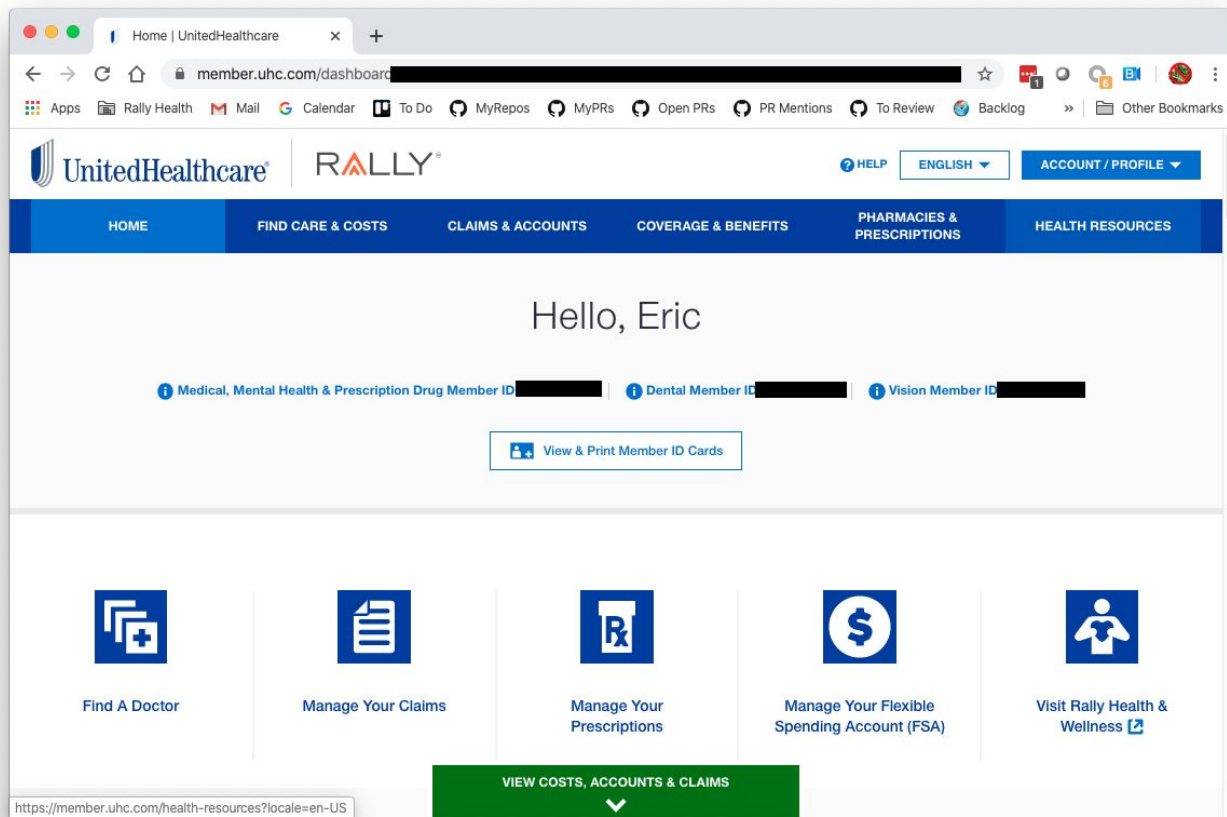 Home | UnitedHealthcare
member.uhc.com/dashboard
1
6
Apps Rally Health Mail Calendar To Do MyRepos MyPRs Open PRs PR Mentions To Review Backlog » Other Bookmarks
UnitedHealthcare® RALLY® HELP ENGLISH ACCOUNT / PROFILE
HOME FIND CARE & COSTS CLAIMS & ACCOUNTS COVERAGE & BENEFITS PHARMACIES & PRESCRIPTIONS HEALTH RESOURCES
Hello, Eric
Medical, Mental Health & Prescription Drug Member ID Dental Member ID Vision Member ID
View & Print Member ID Cards
Find A Doctor
Manage Your Claims
Manage Your
Prescriptions
Manage Your Flexible
Spending Account (FSA)
Visit Rally Health &
Wellness
VIEW COSTS, ACCOUNTS & CLAIMS
https://member.uhc.com/health-resources?locale=en-US